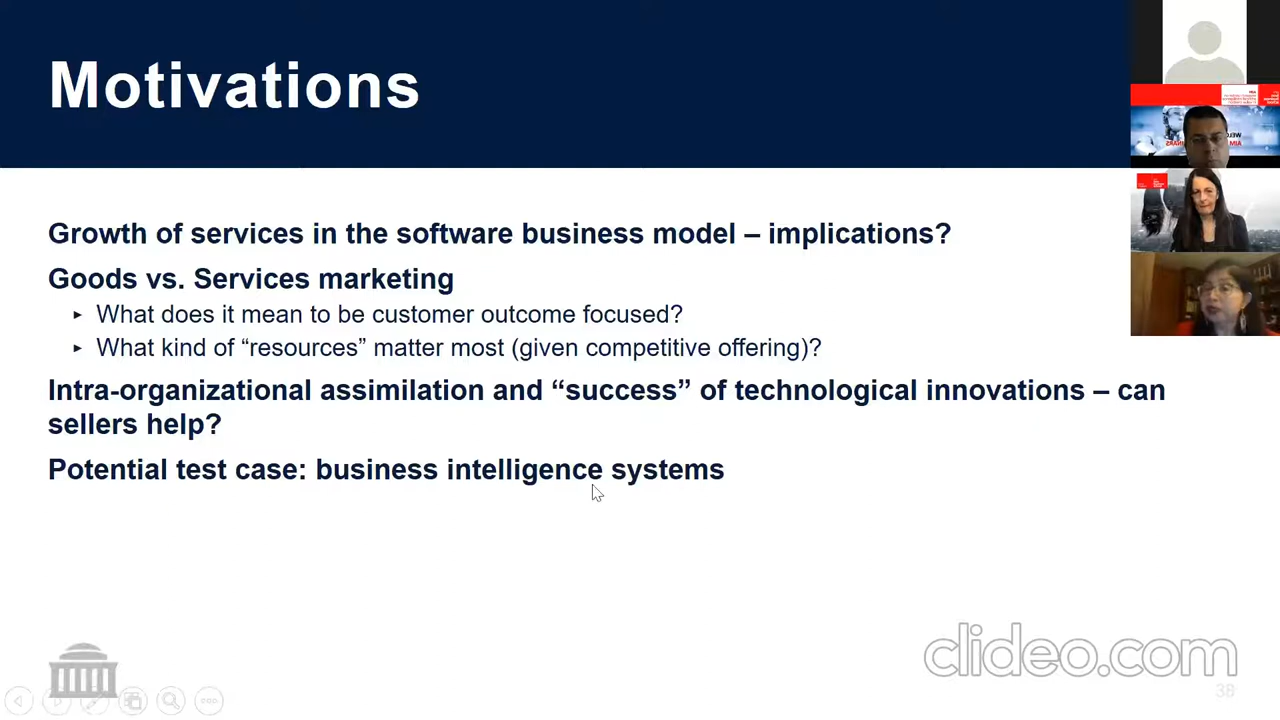 Motivations
Growth of services in the software business model – implications?
Goods vs. Services marketing
What does it mean to be customer outcome focused?
What kind of “resources” matter most (given competitive offering)?
Intra-organizational assimilation and “success” of technological innovations – can
sellers help?
Potential test case: business intelligence systems
clideo.com
38